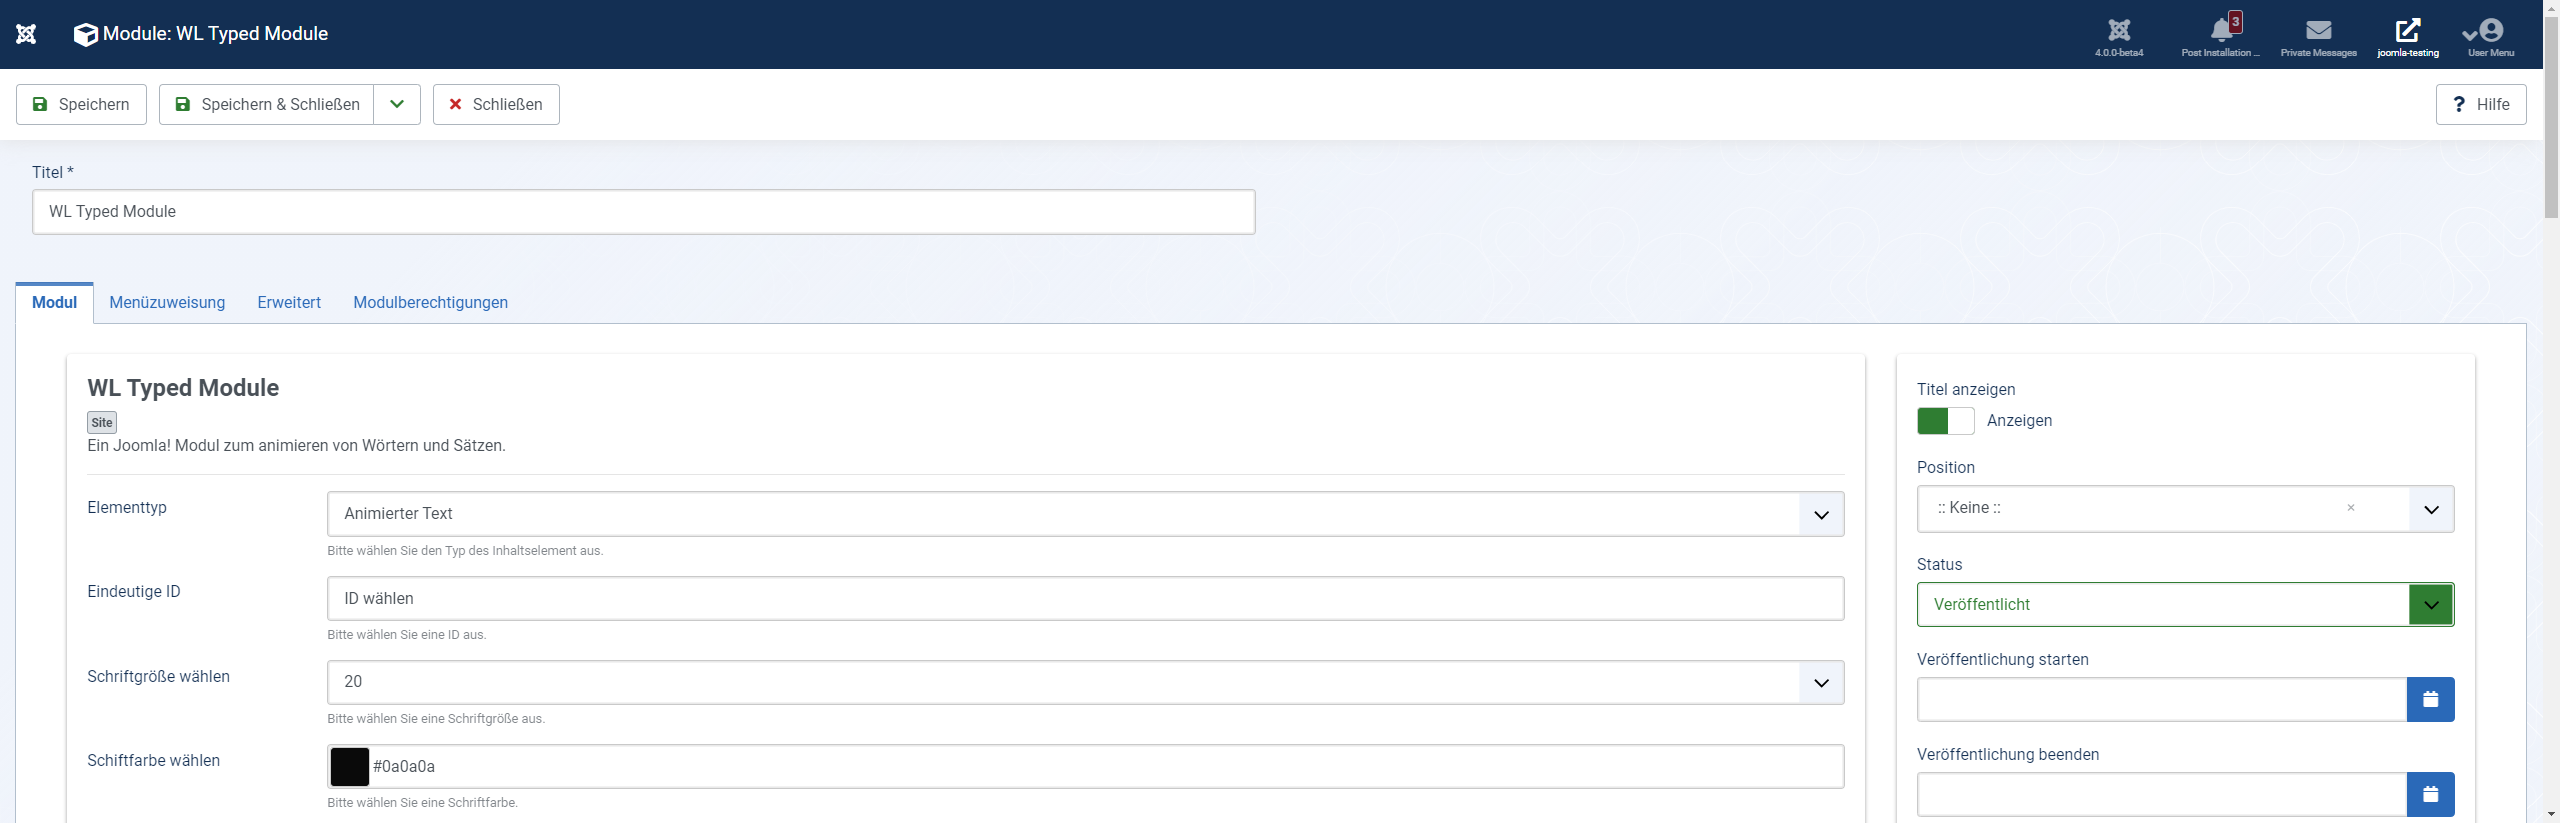 Module: WL Typed Module
4.0.0-beta4
3
Post Installation ...
Private Messages
joomla-testing
User Menu
Speichern
Speichern & Schließen
Schließen
? Hilfe
Titel *
WL Typed Module
Modul
Menüzuweisung
Erweitert
Modulberechtigungen
WL Typed Module
Site
Ein Joomla! Modul zum animieren von Wörtern und Sätzen.
Elementtyp
Animierter Text
Bitte wählen Sie den Typ des Inhaltselement aus.
Eindeutige ID
ID wählen
Bitte wählen Sie eine ID aus.
Schriftgröße wählen
20
Bitte wählen Sie eine Schriftgröße aus.
Schiftfarbe wählen
#0a0a0a
Bitte wählen Sie eine Schriftfarbe.
Titel anzeigen
Anzeigen
Position
:: Keine ::
×
Status
Veröffentlicht
Veröffentlichung starten
Veröffentlichung beenden